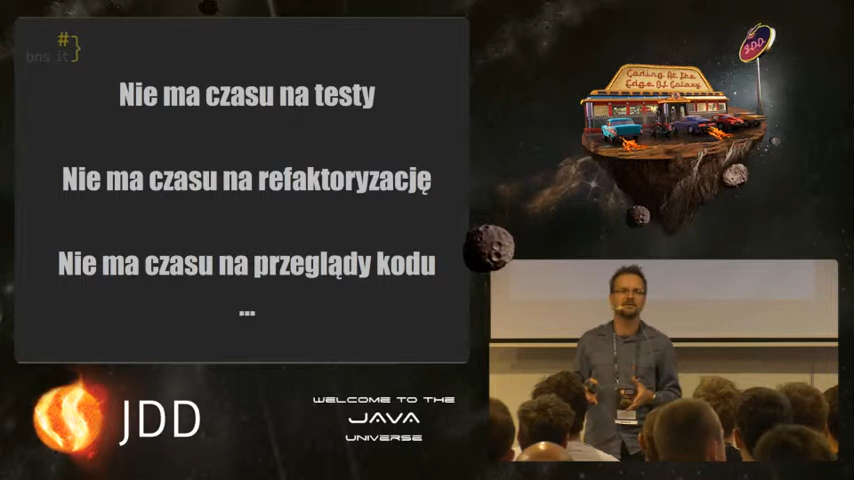 #}
bns it
Nie ma czasu na testy
Nie ma czasu na refaktoryzację
Nie ma czasu na przeglądy kodu
...
Coding At The
Edge Of Galaxy
JDD
JDD
WELCOME TO THE
JAVA
UNIVERSE